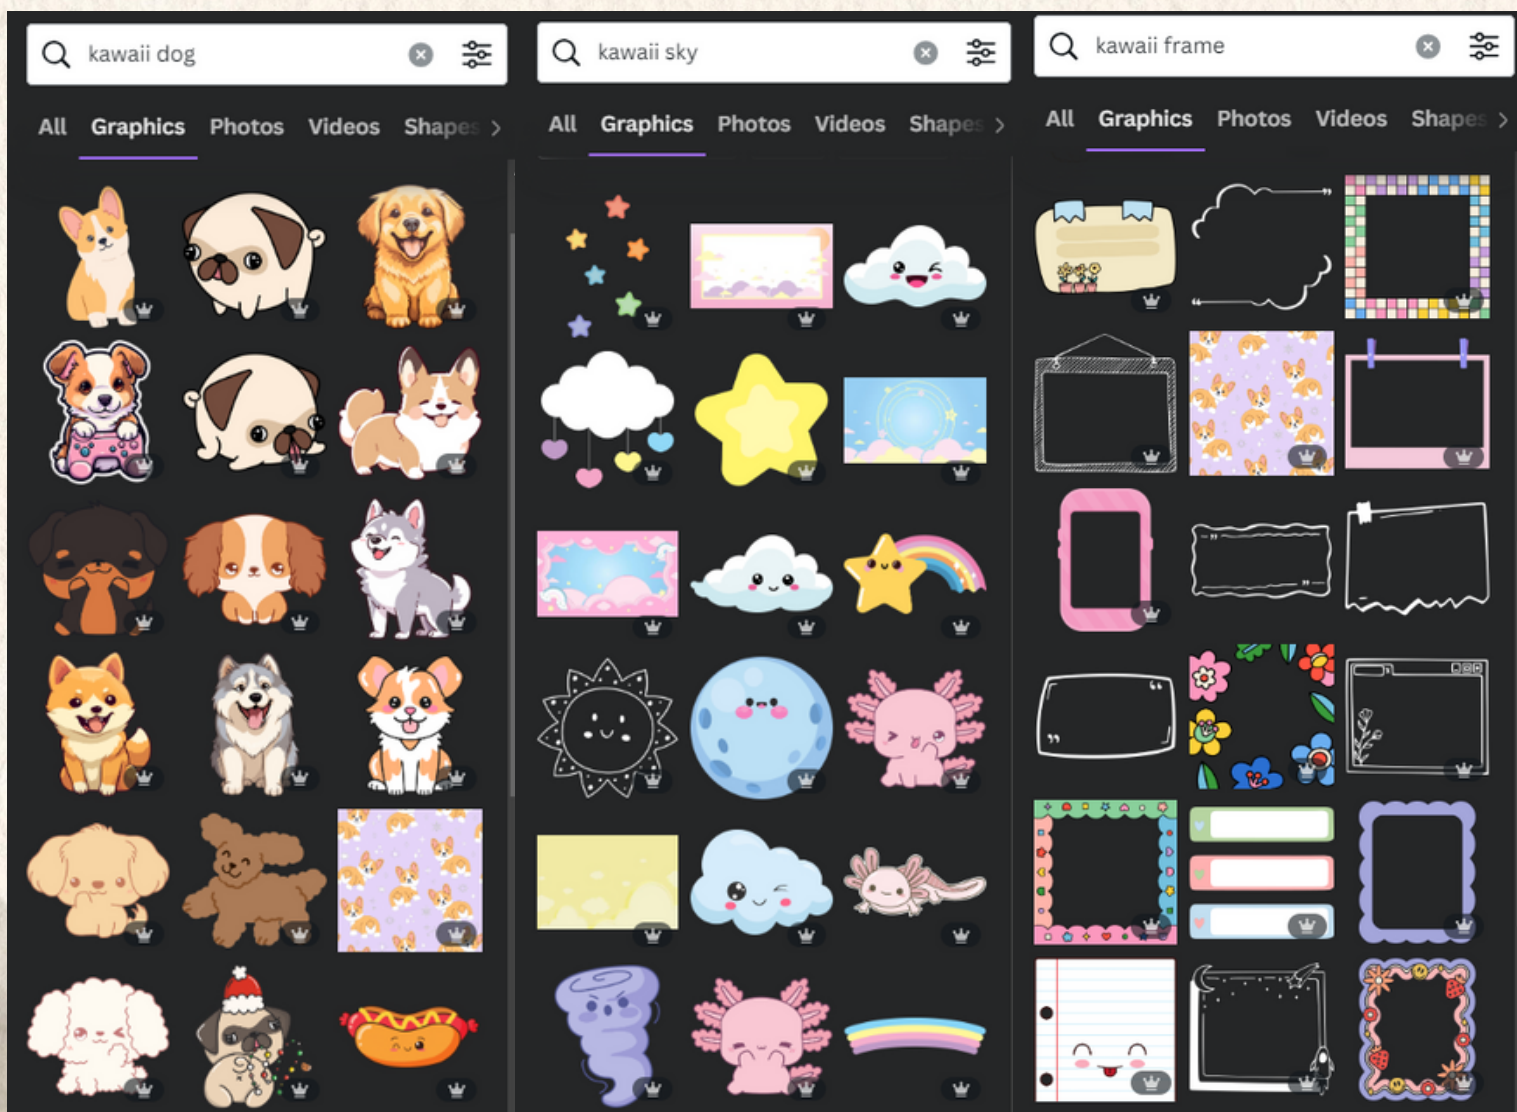 kawaii dog
All Graphics Photos Videos Shapes
kawaii sky
All Graphics Photos Videos Shapes
kawaii frame
All Graphics Photos Videos Shapes